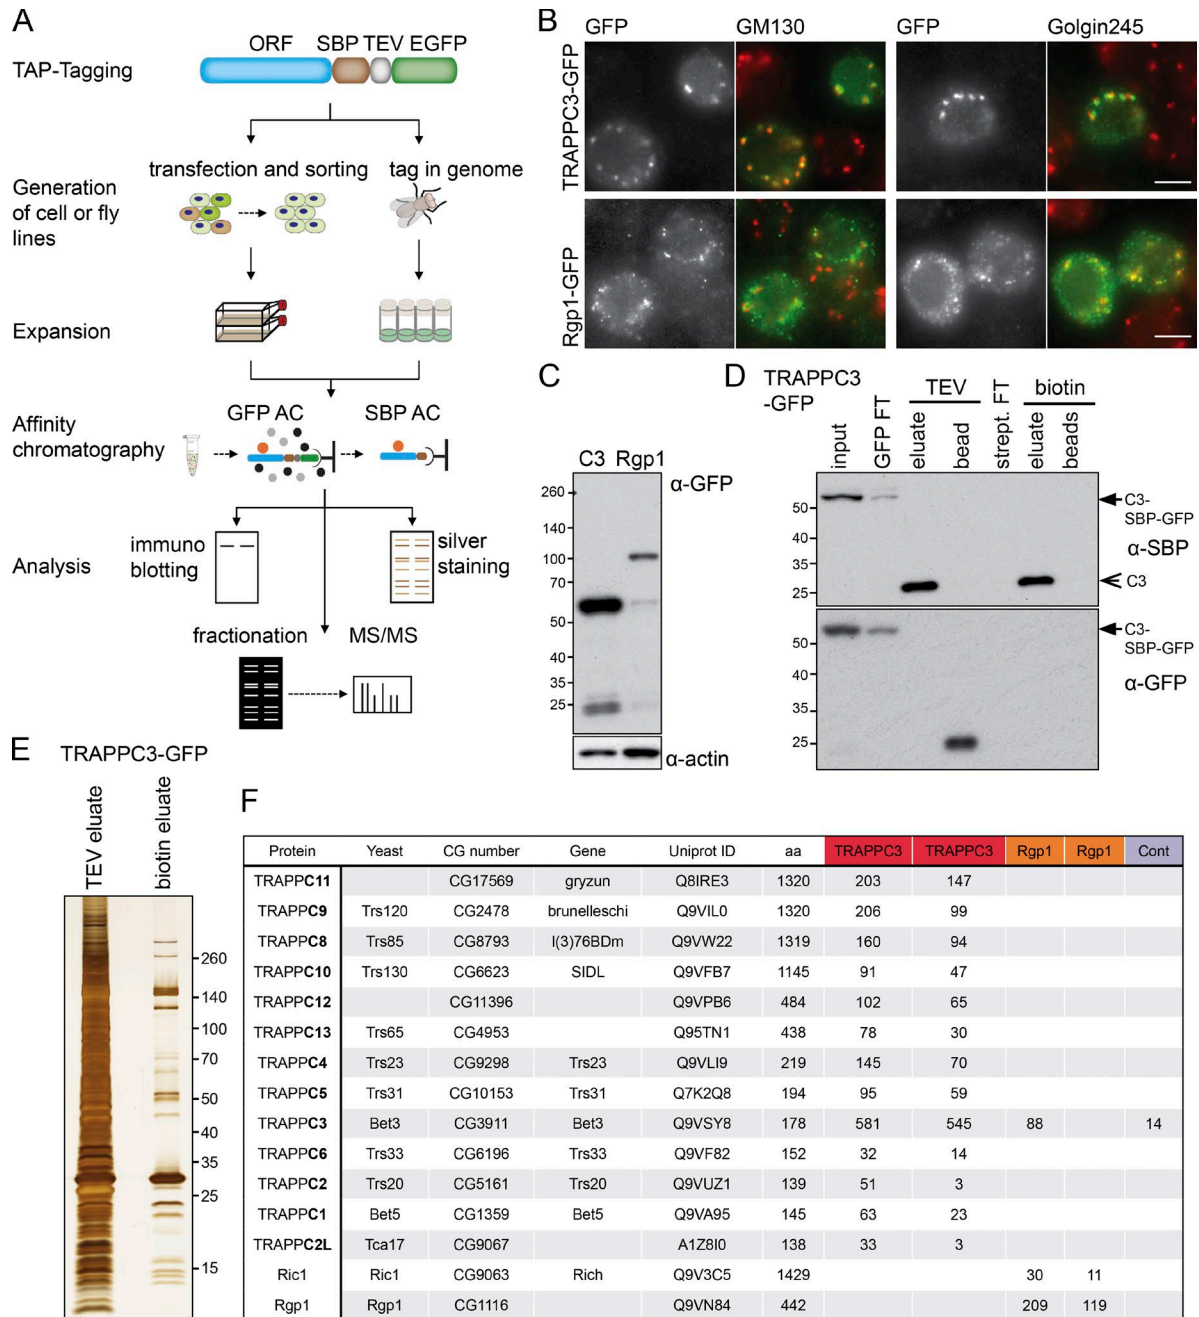 A
ORF SBP TEV EGFP
TAP-Tagging
transfection and sorting tag in genome
Generation
of cell or fly
lines
Expansion
GFP AC SBP AC
Affinity
chromatography
Analysis
immuno
blotting
silver
staining
fractionation MS/MS
B
GFP GM130 GFP Golgin245
TRAPPC3-GFP
Rgp1-GFP
C
C3 Rgp1
α-GFP
260
140
100
70
50
40
35
25
α-actin
D
TRAPPC3
-GFP
TEV
biotin
input
GFP FT
eluate
bead
strept. FT
eluate
beads
50
40
35
25
C3-
SBP-GFP
α-SBP
C3
50
40
35
25
C3-
SBP-GFP
α-GFP
E
TRAPPC3-GFP
TEV eluate
biotin eluate
260
140
100
70
50
40
35
25
15
F
Protein Yeast CG number Gene Uniprot ID aa TRAPPC3 TRAPPC3 Rgp1 Rgp1 Cont
TRAPPC11 CG17569 gryzun Q8IRE3 1320 203 147
TRAPPC9 Trs120 CG2478 brunelleschi Q9VIL0 1320 206 99
TRAPPC8 Trs85 CG8793 l(3)76BDm Q9VW22 1319 160 94
TRAPPC10 Trs130 CG6623 SIDL Q9VFB7 1145 91 47
TRAPPC12 CG11396 Q9VPB6 484 102 65
TRAPPC13 Trs65 CG4953 Q95TN1 438 78 30
TRAPPC4 Trs23 CG9298 Trs23 Q9VLI9 219 145 70
TRAPPC5 Trs31 CG10153 Trs31 Q7K2Q8 194 95 59
TRAPPC3 Bet3 CG3911 Bet3 Q9VSY8 178 581 545 88 14
TRAPPC6 Trs33 CG6196 Trs33 Q9VF82 152 32 14
TRAPPC2 Trs20 CG5161 Trs20 Q9VUZ1 139 51 3
TRAPPC1 Bet5 CG1359 Bet5 Q9VA95 145 63 23
TRAPPC2L Tca17 CG9067 A1Z8I0 138 33 3
Ric1 Ric1 CG9063 Rich Q9V3C5 1429 30 11
Rgp1 Rgp1 CG1116 Q9VN84 442 209 119